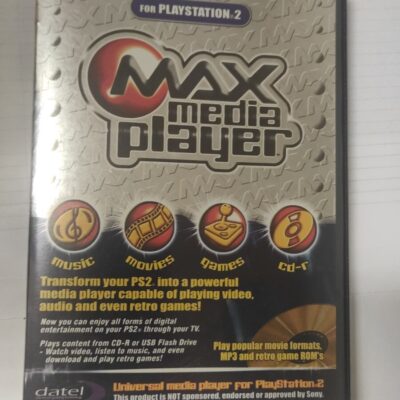 FOR PLAYSTATION®2
MAX
media
player
music
movies
games
cd-r
Transform your PS2® into a powerful
media player capable of playing video,
audio and even retro games!
Now you can enjoy all forms of digital
entertainment on your PS2® through your TV.
Plays content from CD-R or USB Flash Drive
- Watch video, listen to music, and even
download and play retro games!
Play popular movie formats,
MP3 and retro game ROM's
datel
Universal media player for PlayStation®2
This product is NOT sponsored, endorsed or approved by Sony.